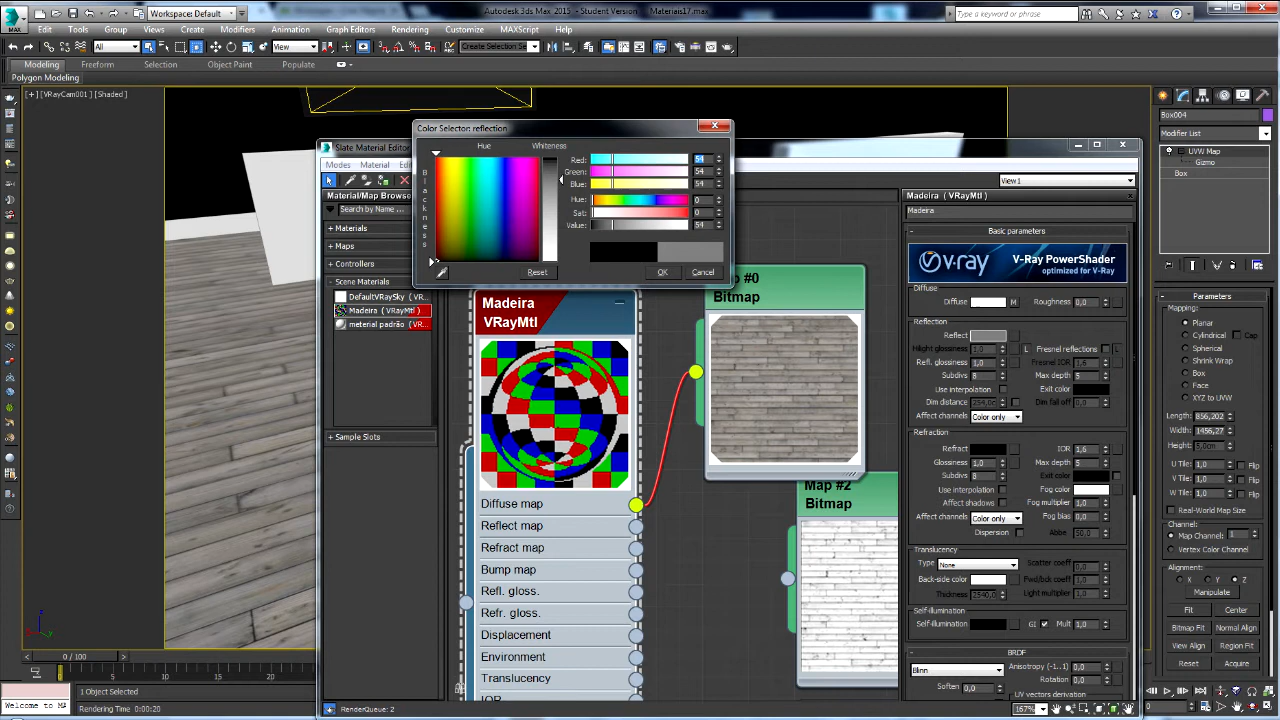 Workspace: Default
Autodesk 3ds Max 2015 - Student Version
Materiais17.max
Type a keyword or phrase
MAX
Edit Tools Group Views Create Modifiers Animation Graph Editors Rendering Customize MAXScript Help
All
View
Create Selection Se
Modeling Freeform Selection Object Paint Populate
Polygon Modeling
[+] [VRayCam001] [Shaded]
Box004
Modifier List
UVW Map
Gizmo
Box
Color Selector: reflection
Hue Whiteness
Blackness
Red: 54
Green: 54
Blue: 54
Hue: 0
Sat: 0
Value: 54
Reset OK Cancel
Slate Material Editor
Modes Material Edit
View1
Material/Map Browser
Search by Name ...
+ Materials
+ Maps
+ Controllers
- Scene Materials
DefaultVRaySky (V...
Madeira ( VRayMtl )
meterial padrão (VR...
+ Sample Slots
Madeira
VRayMtl
Diffuse map
Reflect map
Refract map
Bump map
Refl. gloss.
Refr. gloss.
Displacement
Environment
Translucency
IOR
Bitmap
Map #2
Bitmap
Madeira ( VRayMtl )
Madeira
Basic parameters
v·ray
V-Ray PowerShader
optimized for V-Ray
Diffuse
Diffuse M Roughness 0,0
Reflection
Reflect
Hilight glossiness 1,0 L Fresnel reflections L
Refl. glossiness 1,0 Fresnel IOR 1,6
Subdivs 8 Max depth 5
Use interpolation Exit color
Dim distance Dim fall off 0,0
Affect channels Color only
Refraction
Refract IOR 1,6
Glossiness 1,0 Max depth 5
Subdivs 8 Exit color
Use interpolation Fog color
Affect shadows Fog multiplier 1,0
Affect channels Color only Fog bias 0,0
Dispersion Abbe 50,0
Translucency
Type None Scatter coeff 0,0
Back-side color Fwd/bck coeff
Thickness 2540,0 Light multiplier 1,0
Self-illumination
Self-illumination GI Mult 1,0
BRDF
Blinn Anisotropy (-1..1) 0,0
Rotation 0,0
Soften 0,0 UV vectors derivation
Parameters
Mapping:
Planar
Cylindrical Cap
Spherical
Shrink Wrap
Box
Face
XYZ to UVW
Length: 856,202
Width: 1456,27
Height:
U Tile: 1,0 Flip
V Tile: 1,0 Flip
W Tile: 1,0 Flip
Real-World Map Size
Channel:
Map Channel: 1
Vertex Color Channel
Alignment:
X Y Z
Manipulate
Fit Center
Bitmap Fit Normal Align
View Align Region Fit
Reset Acquire
0 / 100
0 10 20
1 Object Selected
Welcome to M
Rendering Time 0:00:20
RenderQueue: 2
167%